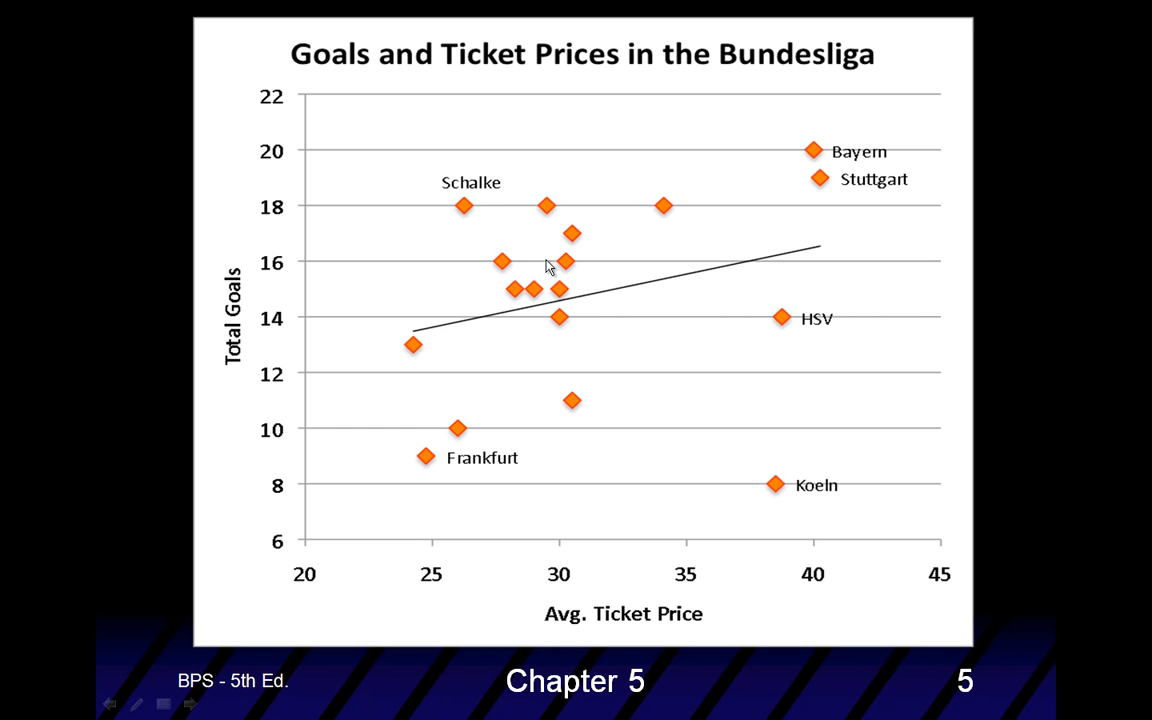 Goals and Ticket Prices in the Bundesliga
22
20
18
16
14
12
10
8
6
Total Goals
Bayern
Stuttgart
Schalke
HSV
Frankfurt
Koeln
20 25 30 35 40 45
Avg. Ticket Price
BPS - 5th Ed. Chapter 5 5